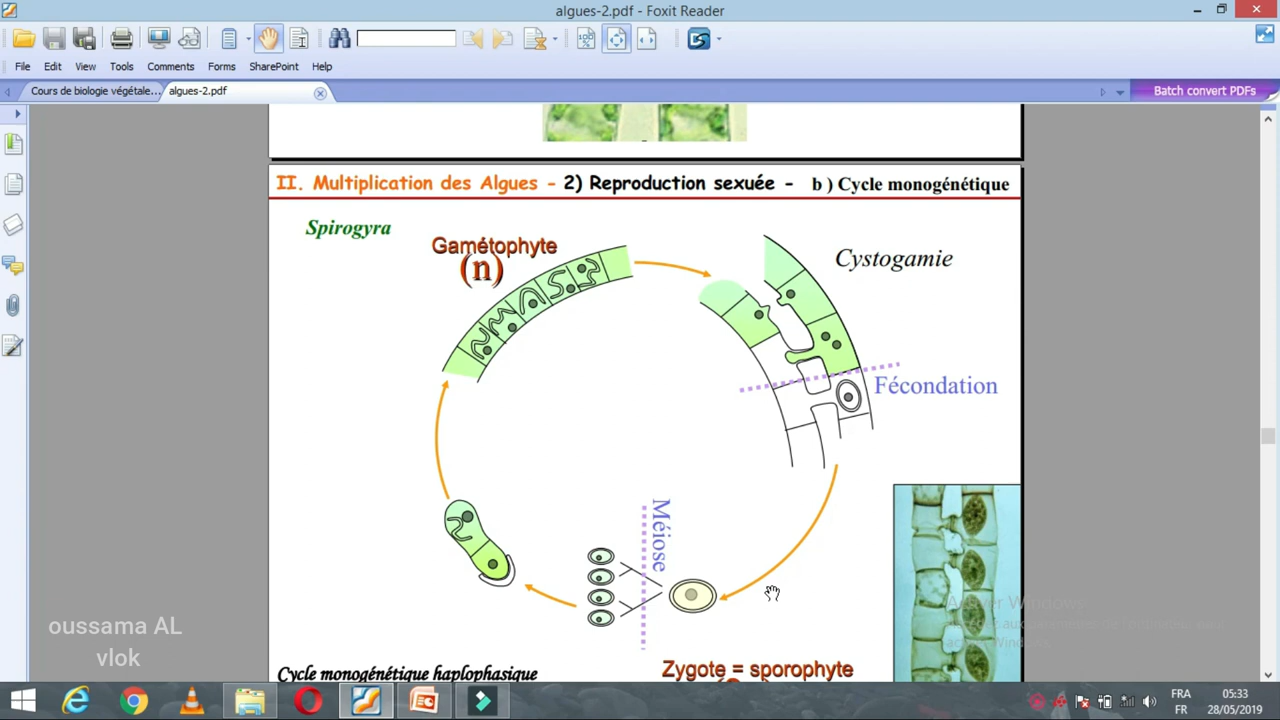 algues-2.pdf - Foxit Reader
File Edit View Tools Comments Forms SharePoint Help
Cours de biologie végétale... algues-2.pdf Batch convert PDFs
II. Multiplication des Algues - 2) Reproduction sexuée - b ) Cycle monogénétique
Spirogyra
Gamétophyte
(n)
Cystogamie
Fécondation
Méiose
Zygote = sporophyte
Cycle monogénétique haplophasique
oussama AL
vlok
Activer Windows
FRA 05:33
FR 28/05/2019